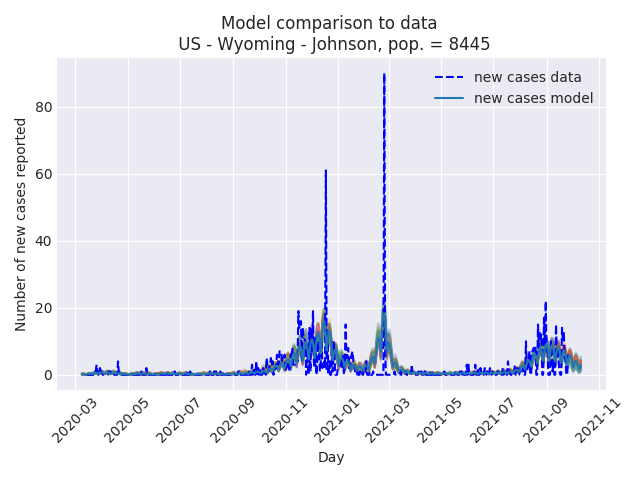 Model comparison to data
US - Wyoming - Johnson, pop. = 8445
new cases data
new cases model
Number of new cases reported
80
60
40
20
0
2020-03
2020-05
2020-07
2020-09
2020-11
2021-01
2021-03
2021-05
2021-07
2021-09
2021-11
Day